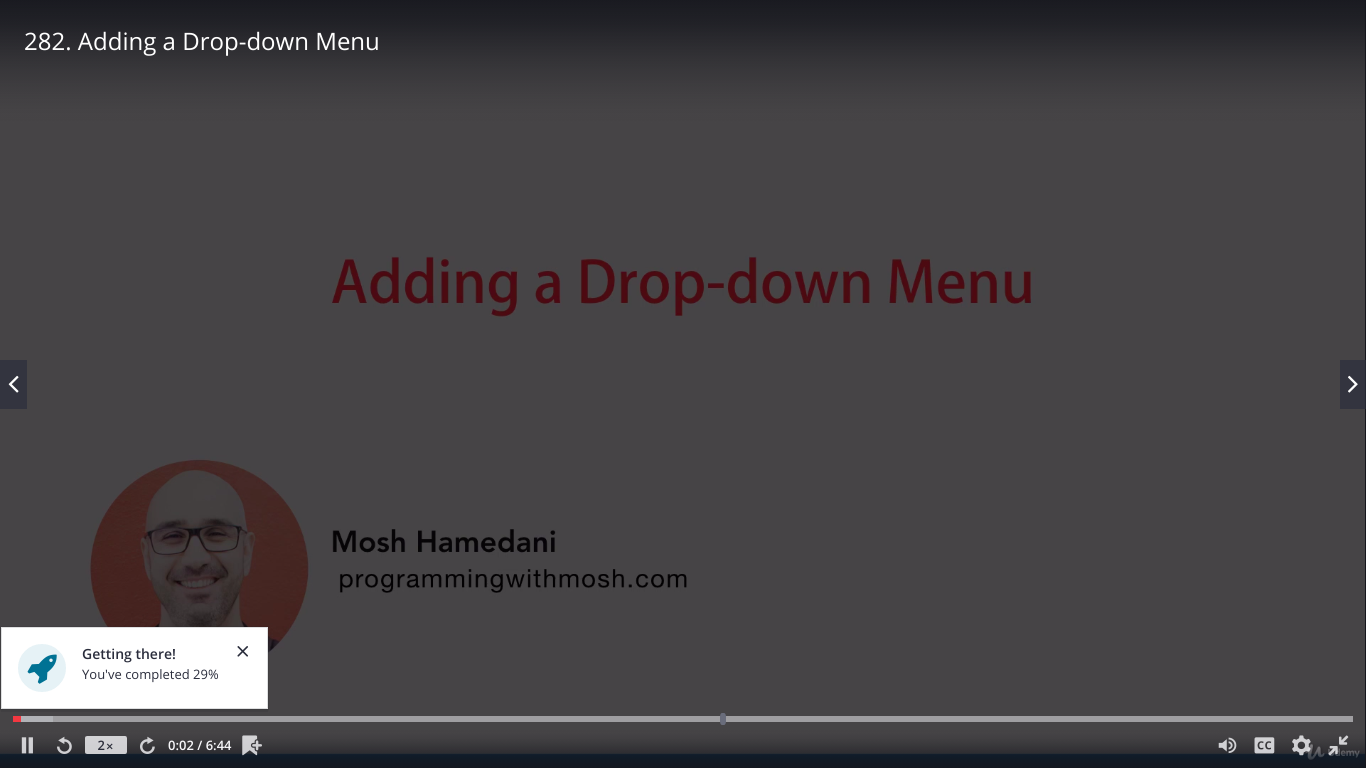 282. Adding a Drop-down Menu
Adding a Drop-down Menu
Mosh Hamedani
programmingwithmosh.com
Getting there!
You've completed 29%
2×
0:02 / 6:44
CC
udemy